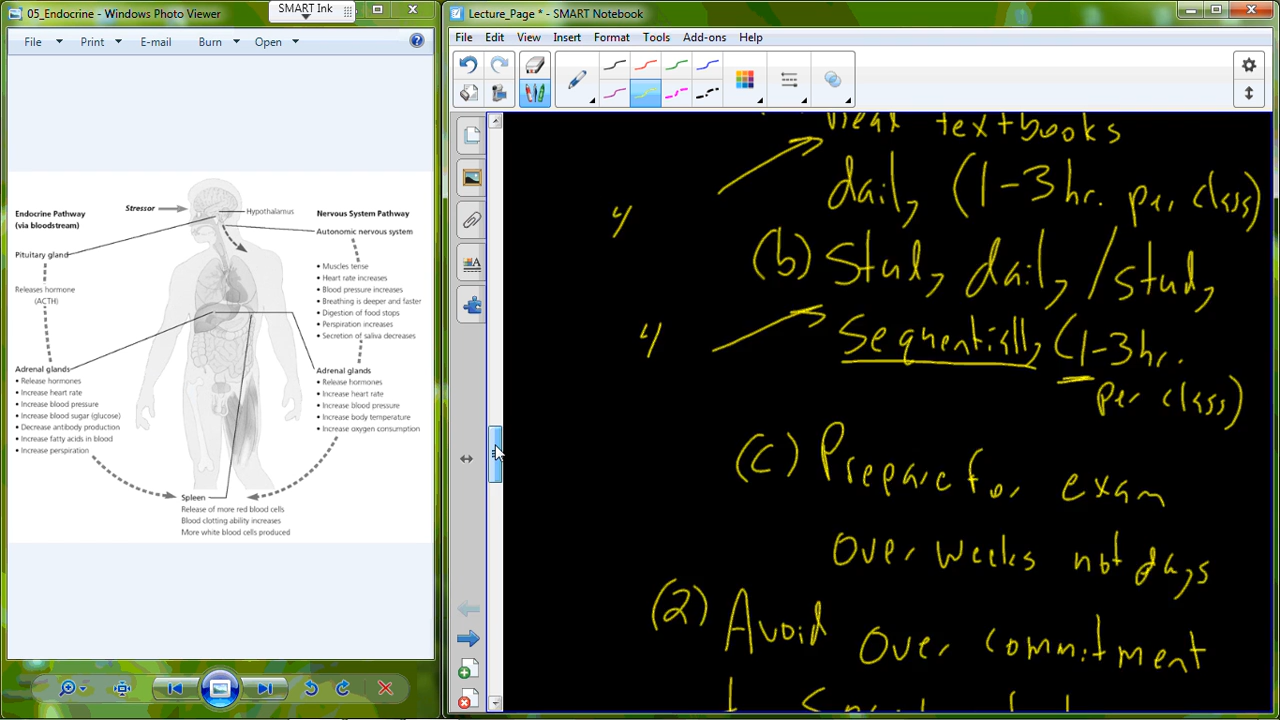 05_Endocrine - Windows Photo Viewer
SMART Ink
File Print E-mail Burn Open
Endocrine Pathway
(via bloodstream)
Stressor
Hypothalamus
Nervous System Pathway
Autonomic nervous system
Pituitary gland
Releases hormone
(ACTH)
• Muscles tense
• Heart rate increases
• Blood pressure increases
• Breathing is deeper and faster
• Digestion of food stops
• Perspiration increases
• Secretion of saliva decreases
Adrenal glands
• Release hormones
• Increase heart rate
• Increase blood pressure
• Increase blood sugar (glucose)
• Decrease antibody production
• Increase fatty acids in blood
• Increase perspiration
Adrenal glands
• Release hormones
• Increase heart rate
• Increase blood pressure
• Increase body temperature
• Increase oxygen consumption
Spleen
Release of more red blood cells
Blood clotting ability increases
More white blood cells produced
Lecture_Page * - SMART Notebook
File Edit View Insert Format Tools Add-ons Help
textbooks
daily (1-3 hr. per class)
4
(b) Study daily / study
4
Sequentially (1-3 hr.
per class)
(c) Prepare for exam
over weeks not days
(2) Avoid over commitment